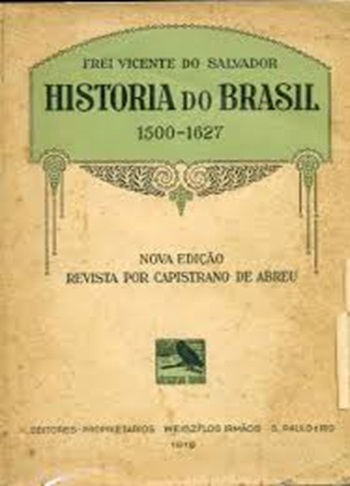 FREI VICENTE DO SALVADOR
HISTORIA DO BRASIL
1500-1627
NOVA EDIÇÃO
REVISTA POR CAPISTRANO DE ABREU
EDITORES-PROPRIETARIOS WEISZFLOG IRMÃOS S. PAULO e RIO
1918